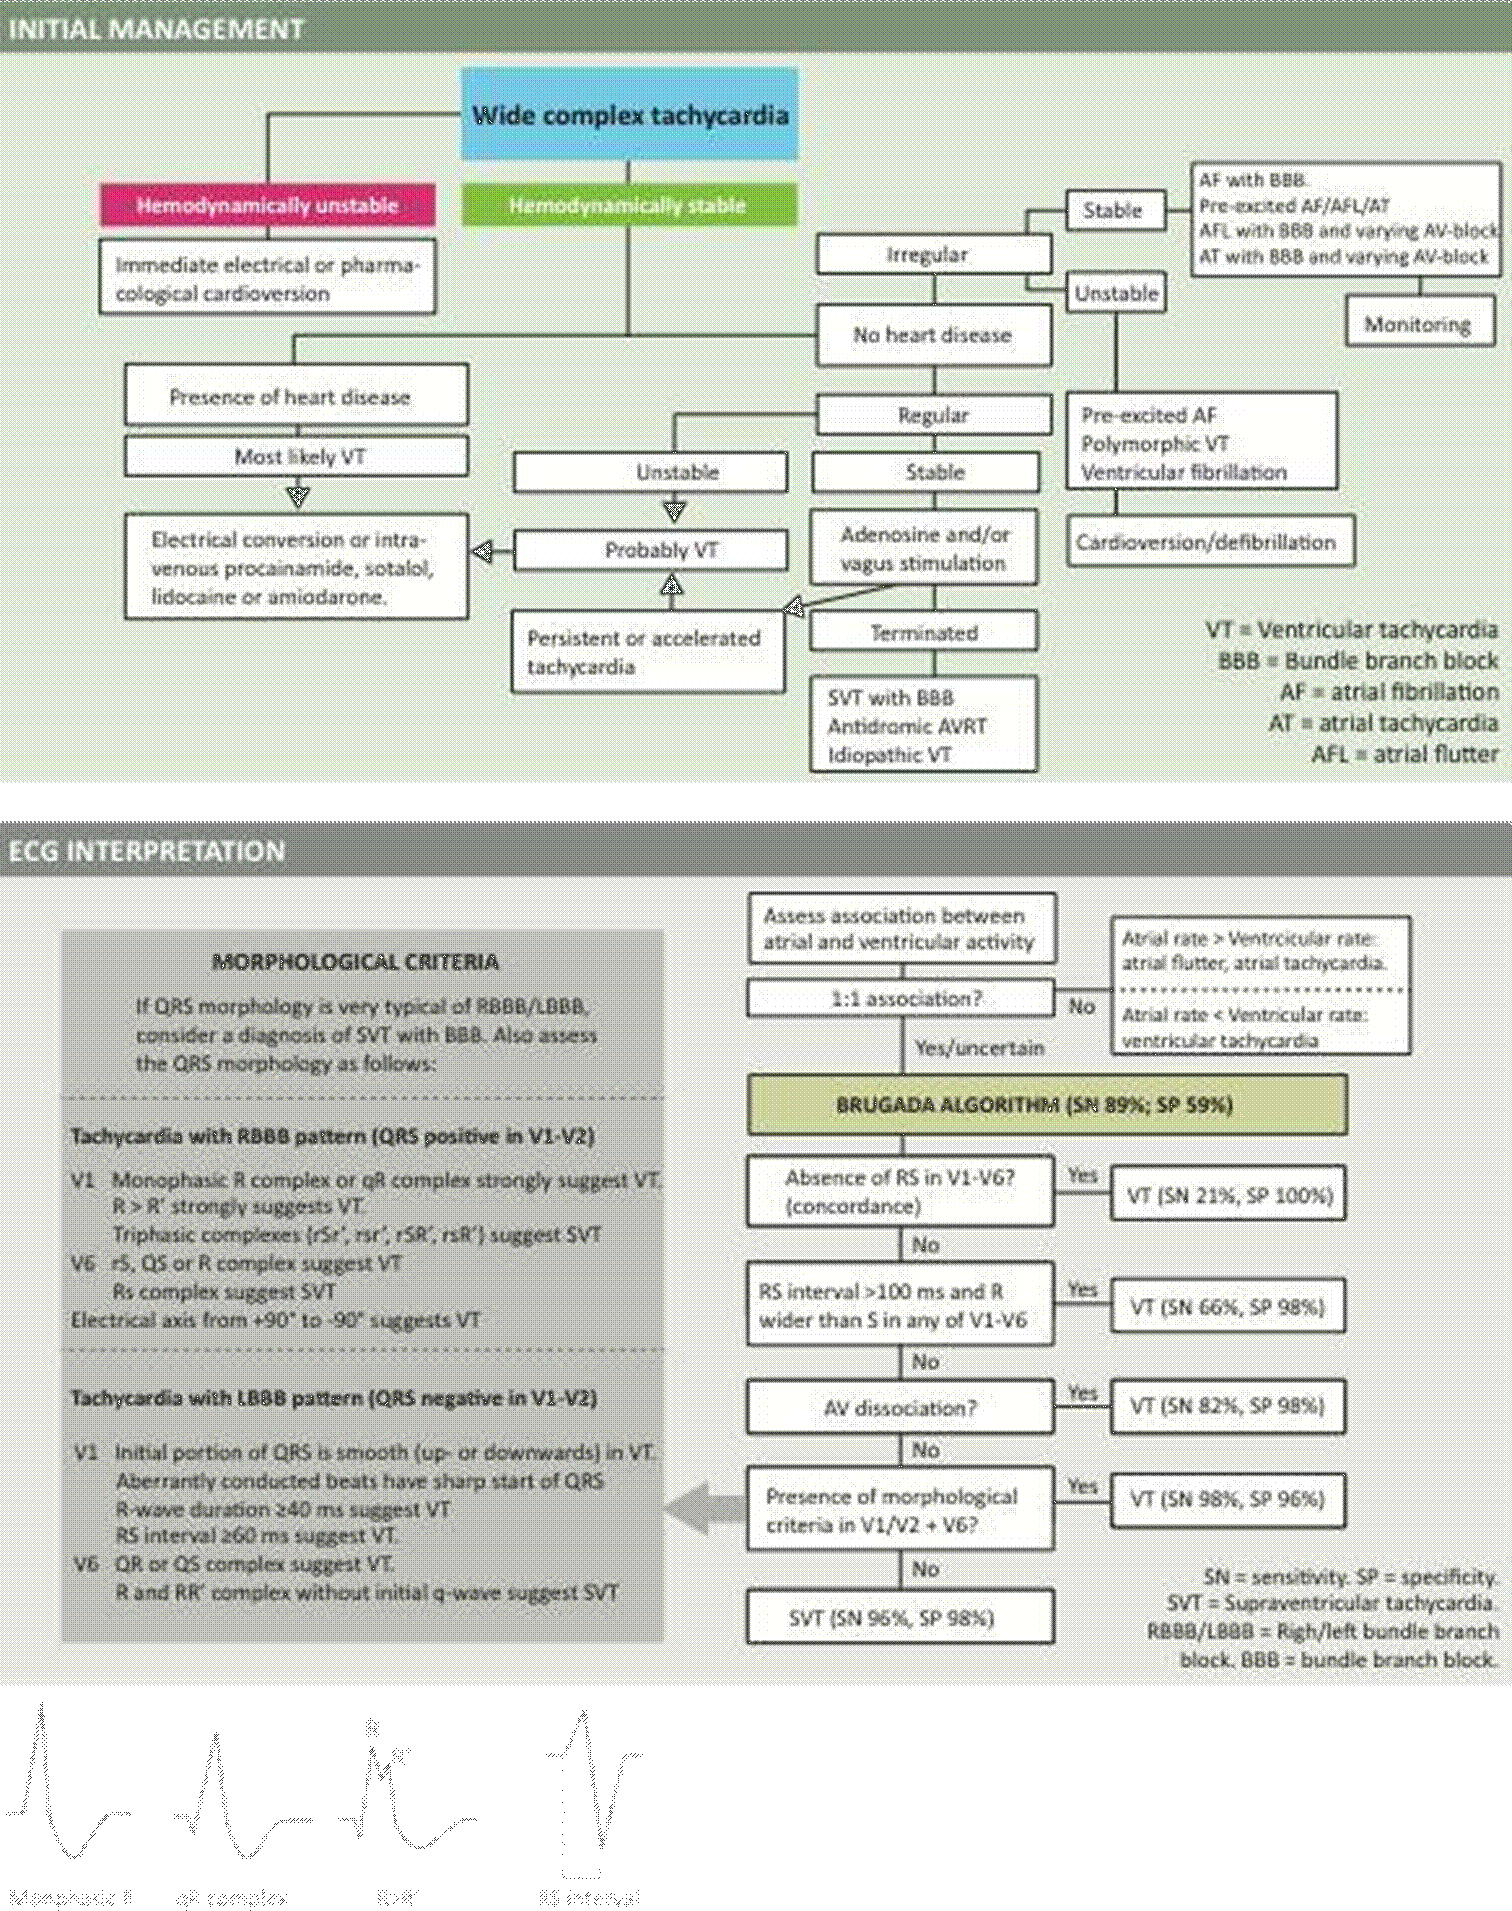 INITIAL MANAGEMENT
Wide complex tachycardia
Hemodynamically unstable
Hemodynamically stable
Immediate electrical or pharma-
cological cardioversion
Irregular
Stable
AF with BBB.
Pre-excited AF/AFL/AT
AFL with BBB and varying AV-block
AT with BBB and varying AV-block
Unstable
Monitoring
No heart disease
Presence of heart disease
Most likely VT
Regular
Pre-excited AF
Polymorphic VT
Ventricular fibrillation
Unstable
Stable
Electrical conversion or intra-
venous procainamide, sotalol,
lidocaine or amiodarone.
Probably VT
Adenosine and/or
vagus stimulation
Cardioversion/defibrillation
Persistent or accelerated
tachycardia
Terminated
SVT with BBB
Antidromic AVRT
Idiopathic VT
VT = Ventricular tachycardia
BBB = Bundle branch block
AF = atrial fibrillation
AT = atrial tachycardia
AFL = atrial flutter
ECG INTERPRETATION
MORPHOLOGICAL CRITERIA
If QRS morphology is very typical of RBBB/LBBB,
consider a diagnosis of SVT with BBB. Also assess
the QRS morphology as follows:
Tachycardia with RBBB pattern (QRS positive in V1-V2)
V1 Monophasic R complex or qR complex strongly suggest VT.
R > R' strongly suggests VT.
Triphasic complexes (rSr', rsr', rSR', rsR') suggest SVT
V6 rS, QS or R complex suggest VT
Rs complex suggest SVT
Electrical axis from +90° to -90° suggests VT
Tachycardia with LBBB pattern (QRS negative in V1-V2)
V1 Initial portion of QRS is smooth (up- or downwards) in VT.
Aberrantly conducted beats have sharp start of QRS
R-wave duration ≥40 ms suggest VT
RS interval ≥60 ms suggest VT.
V6 QR or QS complex suggest VT.
R and RR' complex without initial q-wave suggest SVT
Assess association between
atrial and ventricular activity
1:1 association?
No
Atrial rate > Ventrcicular rate:
atrial flutter, atrial tachycardia.
Atrial rate < Ventricular rate:
ventricular tachycardia
Yes/uncertain
BRUGADA ALGORITHM (SN 89%; SP 59%)
Absence of RS in V1-V6?
(concordance)
Yes
VT (SN 21%, SP 100%)
No
RS interval >100 ms and R
wider than S in any of V1-V6
Yes
VT (SN 66%, SP 98%)
No
AV dissociation?
Yes
VT (SN 82%, SP 98%)
No
Presence of morphological
criteria in V1/V2 + V6?
Yes
VT (SN 98%, SP 96%)
No
SVT (SN 96%, SP 98%)
SN = sensitivity. SP = specificity.
SVT = Supraventricular tachycardia.
RBBB/LBBB = Righ/left bundle branch
block. BBB = bundle branch block.
R
R'
Monphasic R
qR complex
R>R'
RS interval